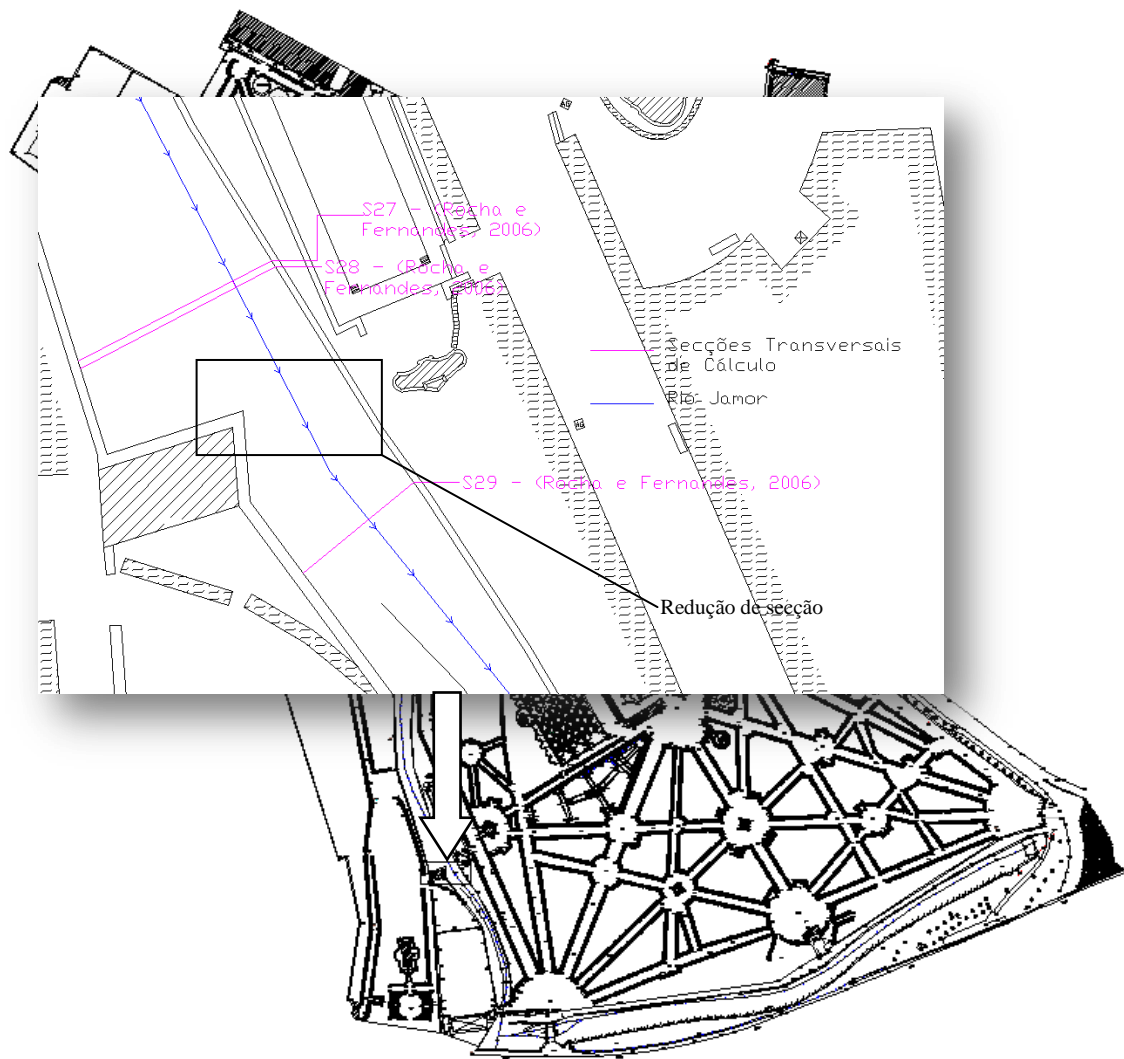 S27 - (Rocha e
Fernandes, 2006)
S28 - (Rocha e
Fernandes, 2006)
Secções Transversais
de Cálculo
Rio Jamor
S29 - (Rocha e Fernandes, 2006)
Redução de secção